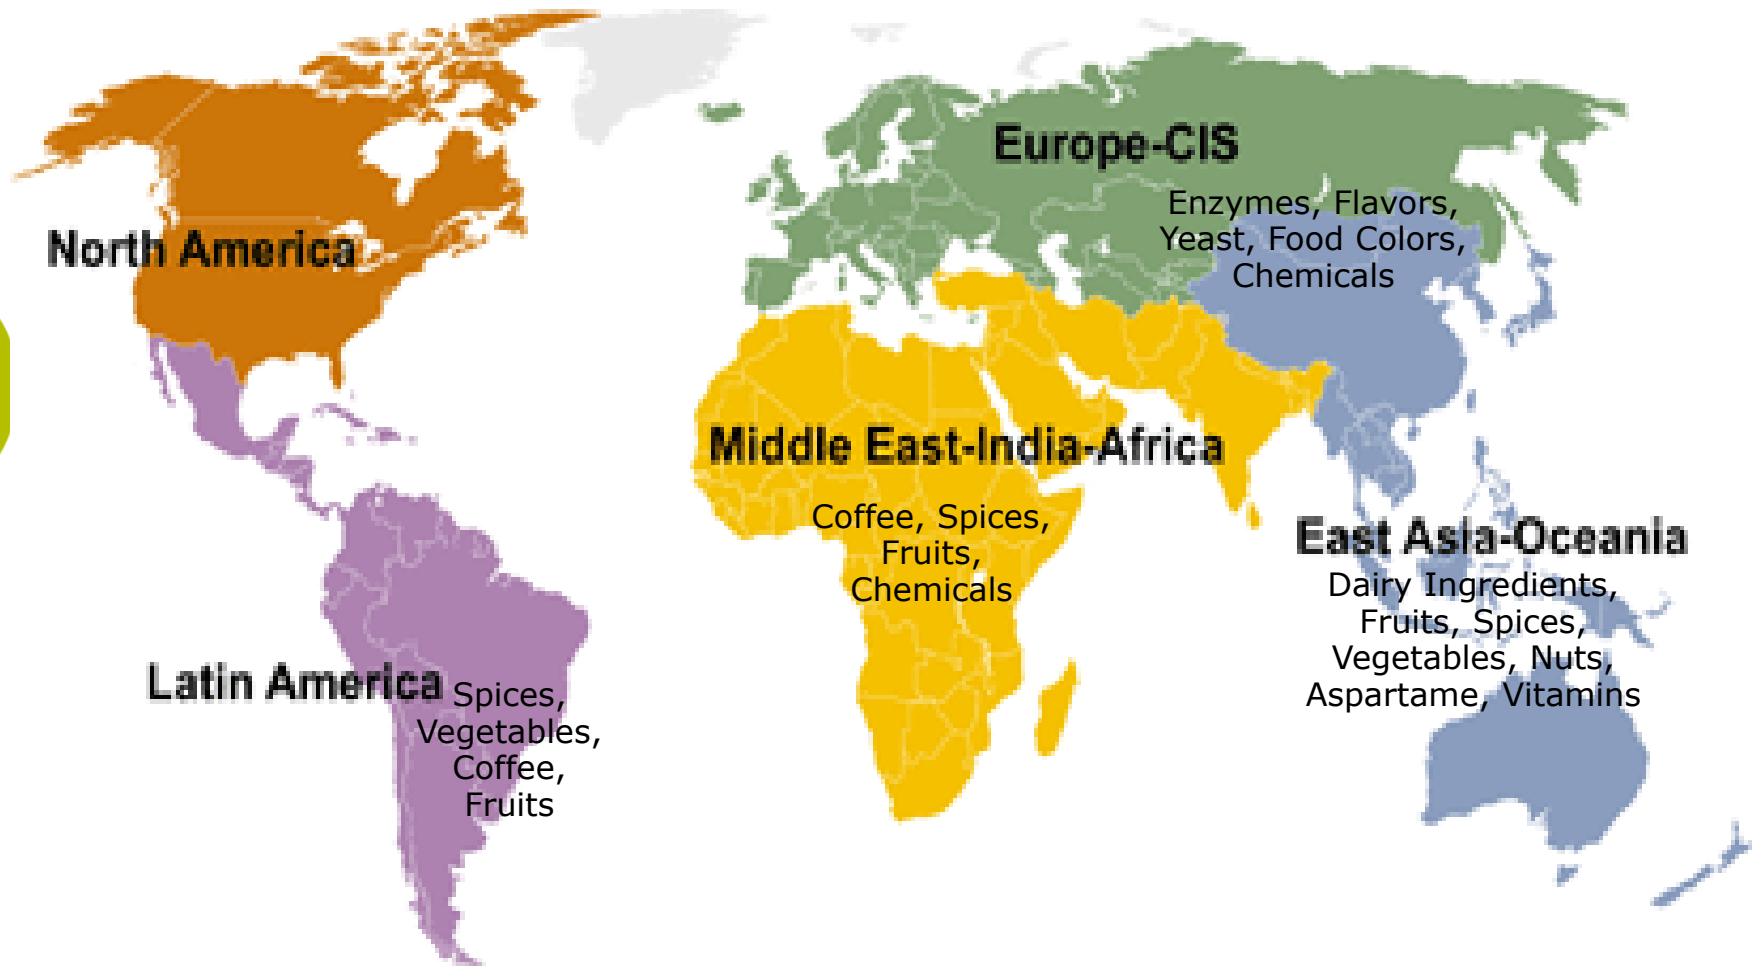 Europe-CIS
Enzymes, Flavors,
Yeast, Food Colors,
Chemicals
North America
Middle East-India-Africa
Coffee, Spices,
Fruits,
Chemicals
East Asia-Oceania
Dairy Ingredients,
Fruits, Spices,
Vegetables, Nuts,
Aspartame, Vitamins
Latin America
Spices,
Vegetables,
Coffee,
Fruits